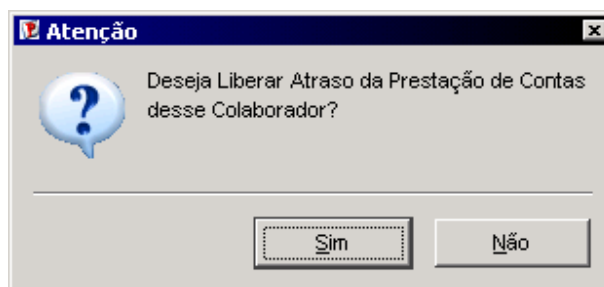 Atenção
Deseja Liberar Atraso da Prestação de Contas
desse Colaborador?
Sim
Não